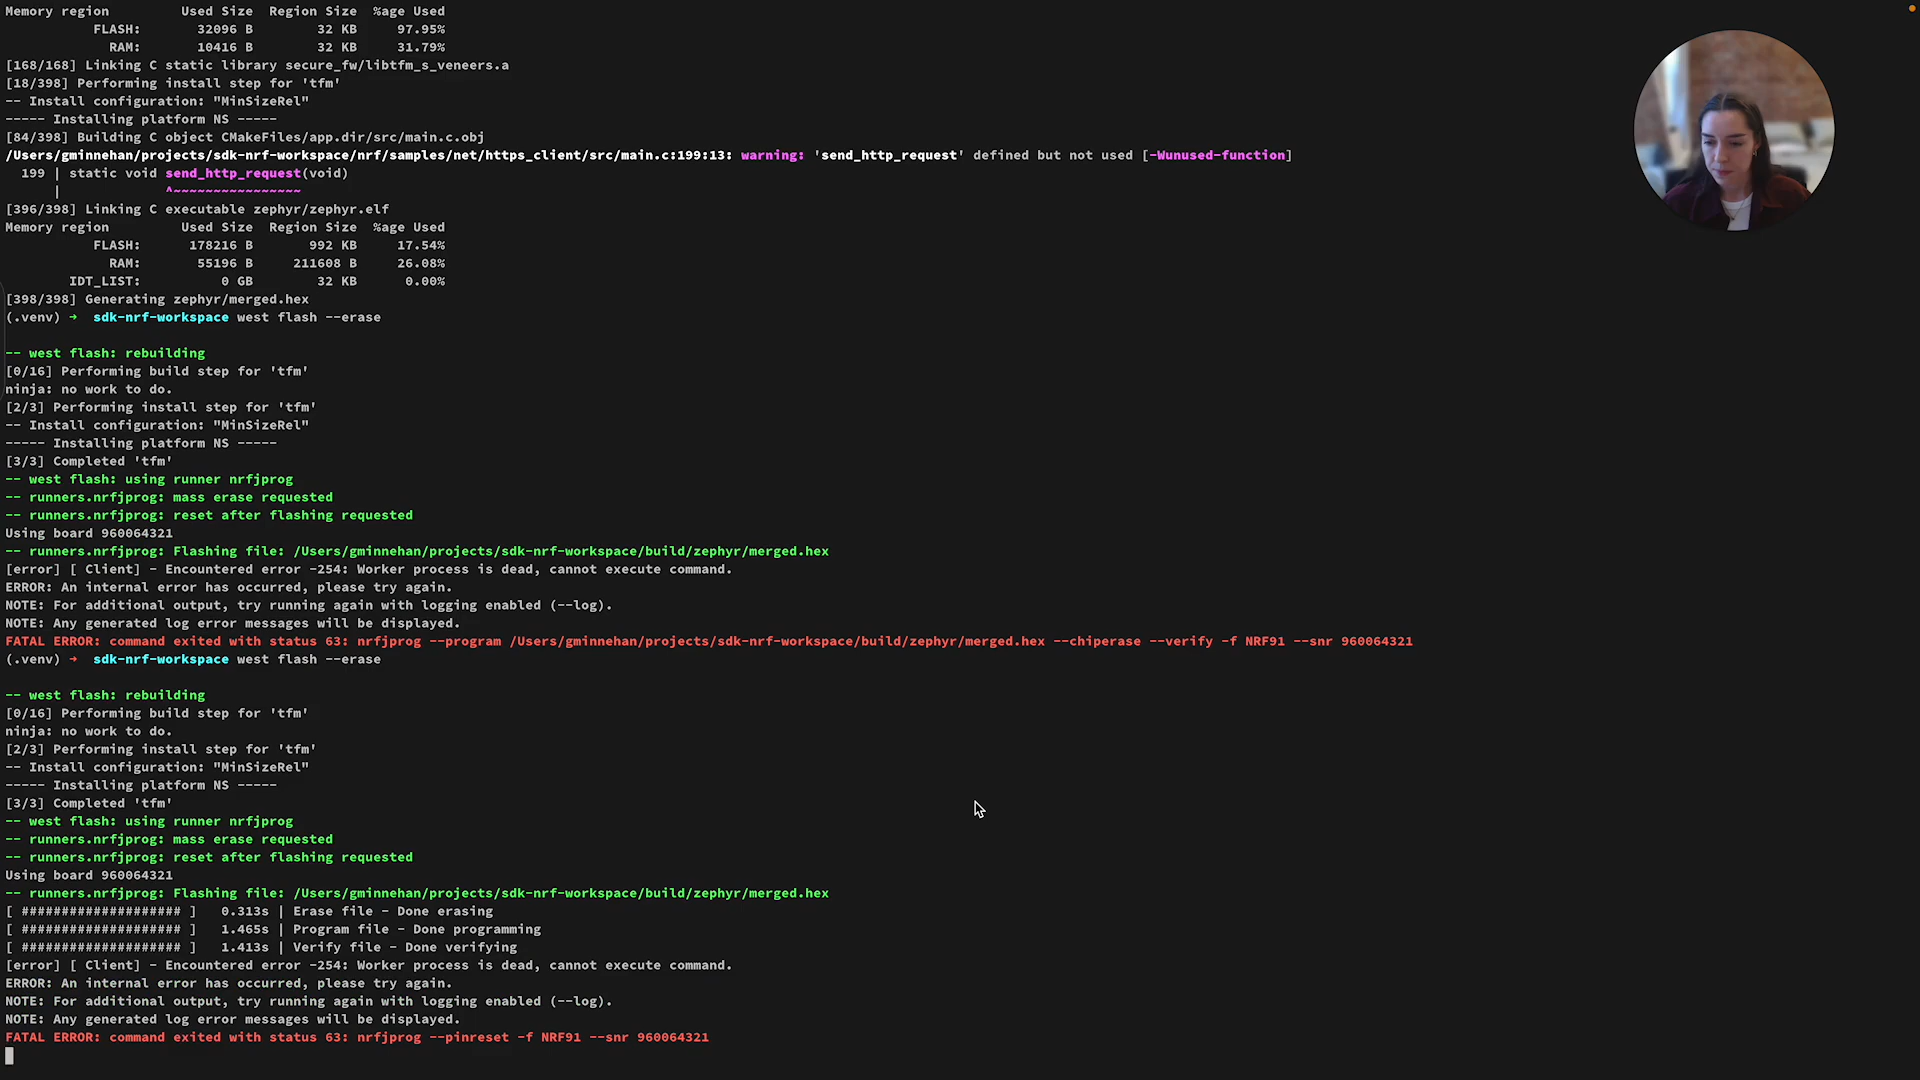 Memory region         Used Size  Region Size  %age Used
           FLASH:       32096 B        32 KB     97.95%
             RAM:       10416 B        32 KB     31.79%
[168/168] Linking C static library secure_fw/libtfm_s_veneers.a
[18/398] Performing install step for 'tfm'
-- Install configuration: "MinSizeRel"
----- Installing platform NS -----
[84/398] Building C object CMakeFiles/app.dir/src/main.c.obj
/Users/gminnehan/projects/sdk-nrf-workspace/nrf/samples/net/https_client/src/main.c:199:13: warning: 'send_http_request' defined but not used [-Wunused-function]
  199 | static void send_http_request(void)
      |             ^~~~~~~~~~~~~~~~~
[396/398] Linking C executable zephyr/zephyr.elf
Memory region         Used Size  Region Size  %age Used
           FLASH:      178216 B       992 KB     17.54%
             RAM:       55196 B     211608 B     26.08%
        IDT_LIST:          0 GB        32 KB      0.00%
[398/398] Generating zephyr/merged.hex
(.venv) ➜  sdk-nrf-workspace west flash --erase
-- west flash: rebuilding
[0/16] Performing build step for 'tfm'
ninja: no work to do.
[2/3] Performing install step for 'tfm'
-- Install configuration: "MinSizeRel"
----- Installing platform NS -----
[3/3] Completed 'tfm'
-- west flash: using runner nrfjprog
-- runners.nrfjprog: mass erase requested
-- runners.nrfjprog: reset after flashing requested
Using board 960064321
-- runners.nrfjprog: Flashing file: /Users/gminnehan/projects/sdk-nrf-workspace/build/zephyr/merged.hex
[error] [ Client] - Encountered error -254: Worker process is dead, cannot execute command.
ERROR: An internal error has occurred, please try again.
NOTE: For additional output, try running again with logging enabled (--log).
NOTE: Any generated log error messages will be displayed.
FATAL ERROR: command exited with status 63: nrfjprog --program /Users/gminnehan/projects/sdk-nrf-workspace/build/zephyr/merged.hex --chiperase --verify -f NRF91 --snr 960064321
(.venv) ➜  sdk-nrf-workspace west flash --erase
-- west flash: rebuilding
[0/16] Performing build step for 'tfm'
ninja: no work to do.
[2/3] Performing install step for 'tfm'
-- Install configuration: "MinSizeRel"
----- Installing platform NS -----
[3/3] Completed 'tfm'
-- west flash: using runner nrfjprog
-- runners.nrfjprog: mass erase requested
-- runners.nrfjprog: reset after flashing requested
Using board 960064321
-- runners.nrfjprog: Flashing file: /Users/gminnehan/projects/sdk-nrf-workspace/build/zephyr/merged.hex
[ #################### ]   0.313s | Erase file - Done erasing
[ #################### ]   1.465s | Program file - Done programming
[ #################### ]   1.413s | Verify file - Done verifying
[error] [ Client] - Encountered error -254: Worker process is dead, cannot execute command.
ERROR: An internal error has occurred, please try again.
NOTE: For additional output, try running again with logging enabled (--log).
NOTE: Any generated log error messages will be displayed.
FATAL ERROR: command exited with status 63: nrfjprog --pinreset -f NRF91 --snr 960064321